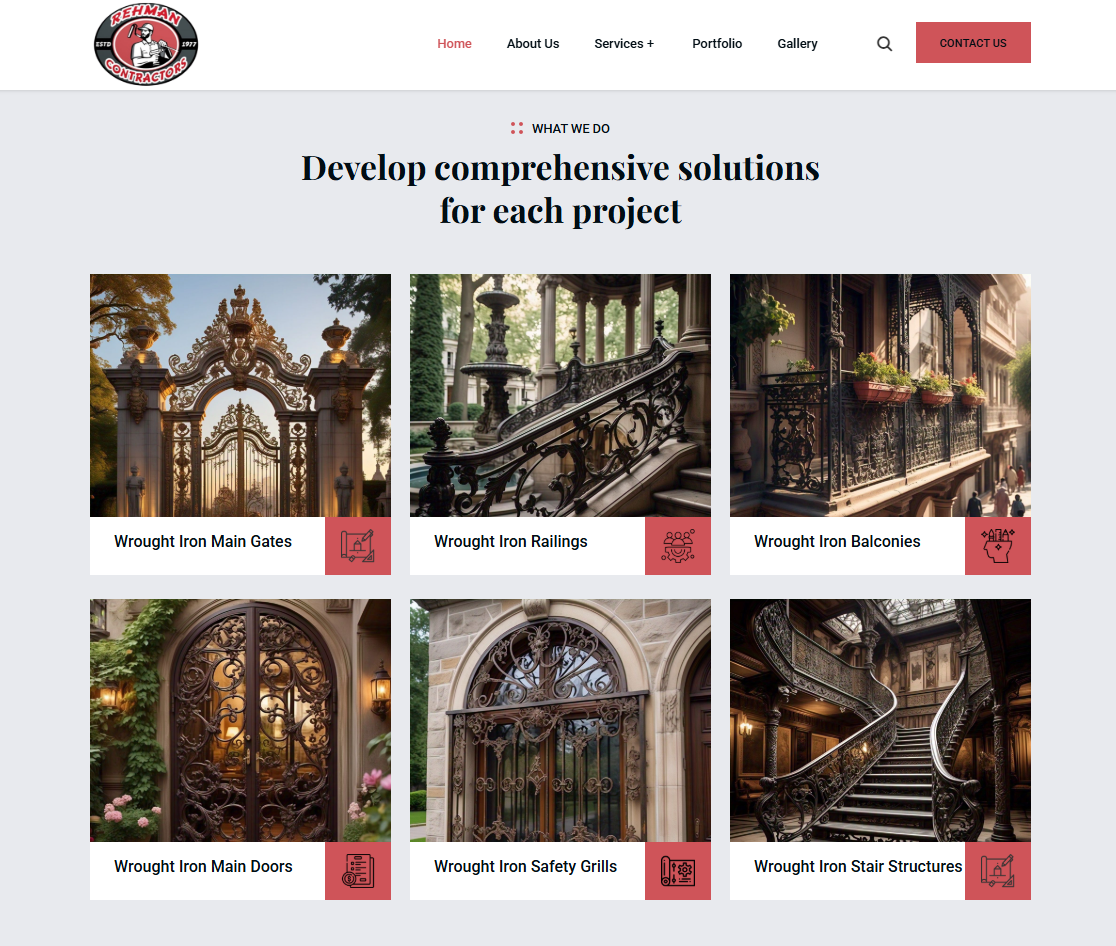 REHMAN
ESTD 1977
CONTRACTORS
Home About Us Services + Portfolio Gallery CONTACT US
WHAT WE DO
Develop comprehensive solutions
for each project
Wrought Iron Main Gates
Wrought Iron Railings
Wrought Iron Balconies
Wrought Iron Main Doors
Wrought Iron Safety Grills
Wrought Iron Stair Structures